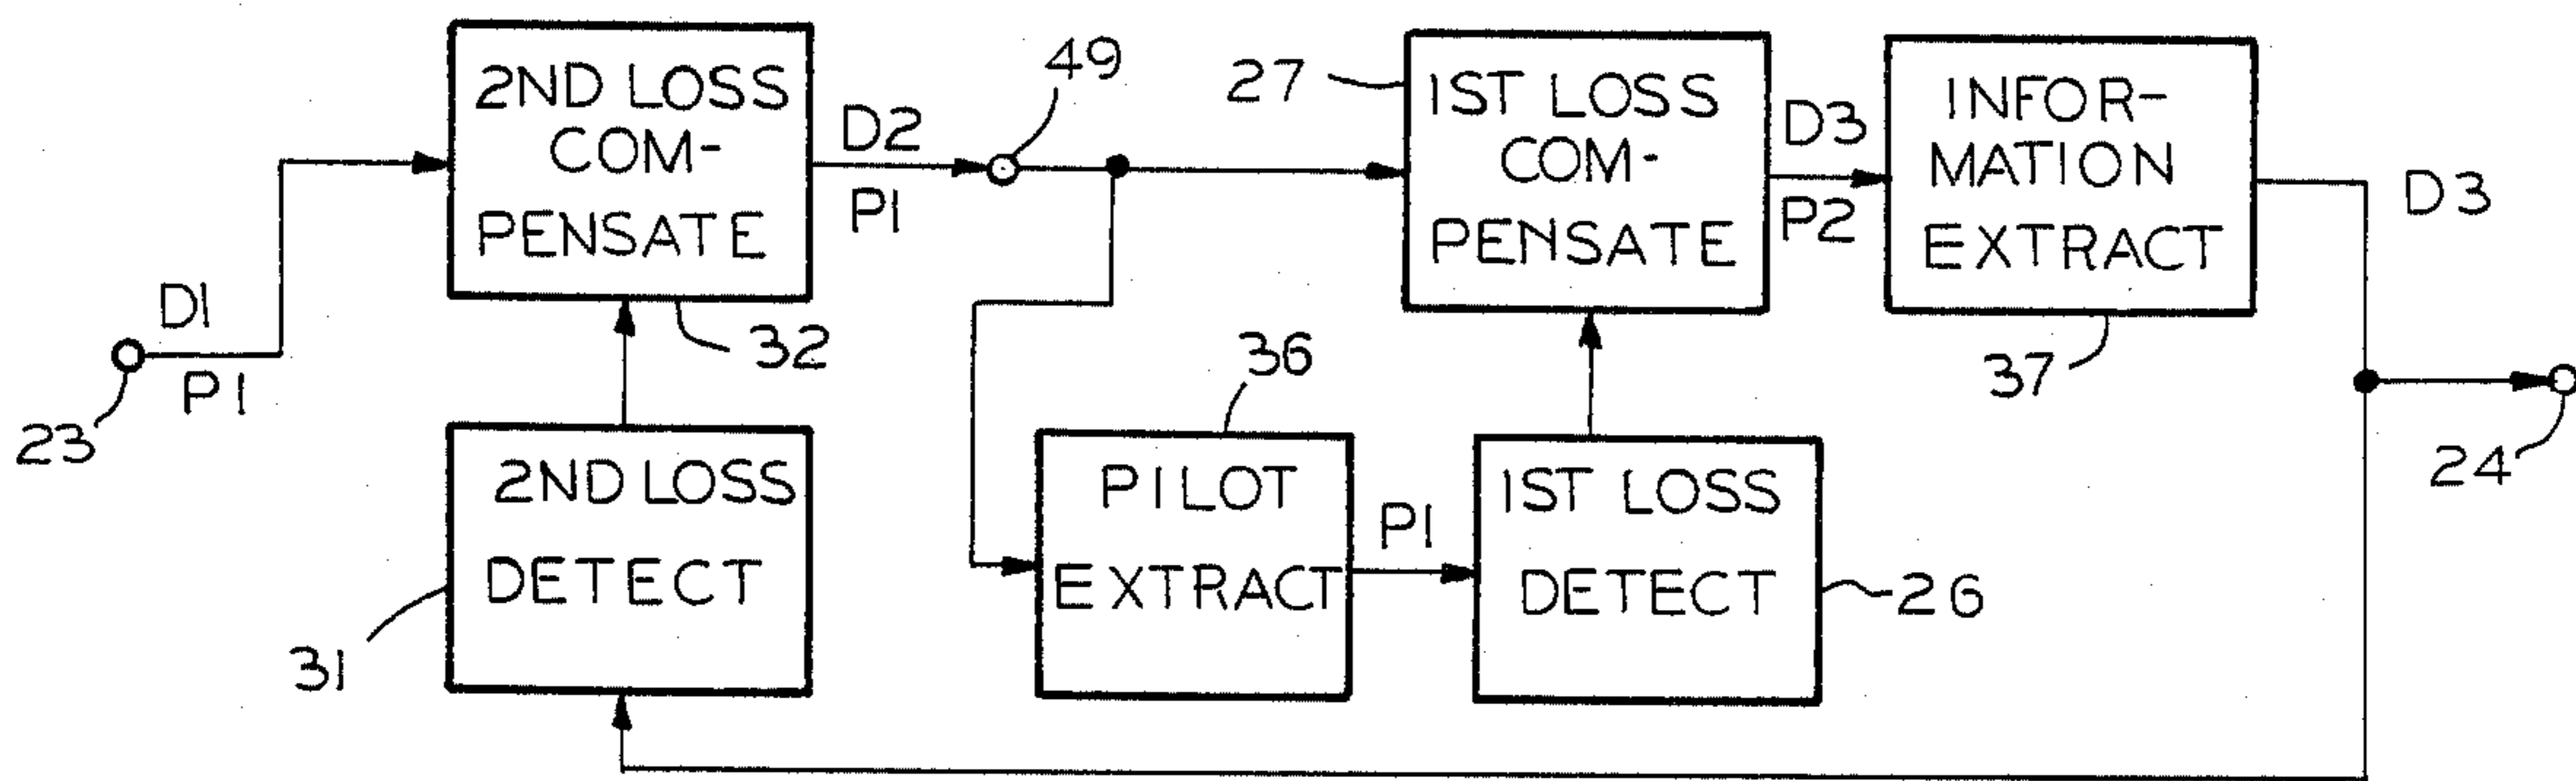 2ND LOSS
COM-
PENSATE
32
D1
P1
23
D2
P1
49
27
1ST LOSS
COM-
PENSATE
D3
P2
INFOR-
MATION
EXTRACT
37
D3
24
2ND LOSS
DETECT
31
36
PILOT
EXTRACT
P1
1ST LOSS
DETECT
26